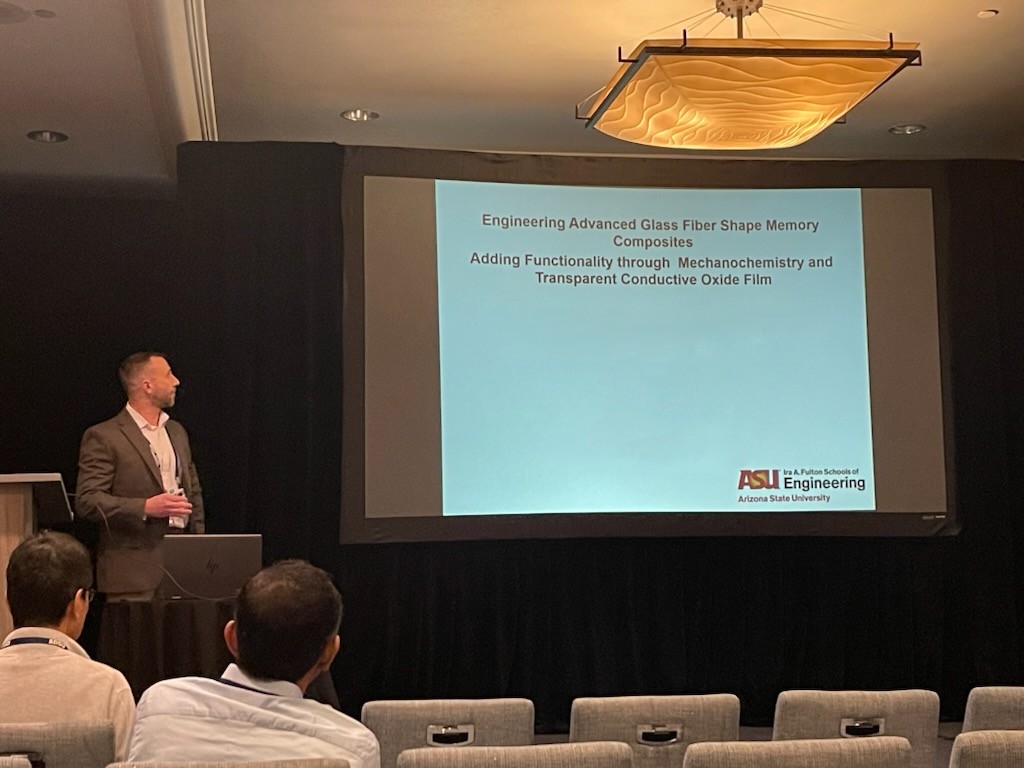 Engineering Advanced Glass Fiber Shape Memory
Composites
Adding Functionality through Mechanochemistry and
Transparent Conductive Oxide Film
ASU Ira A. Fulton Schools of
Engineering
Arizona State University
hp